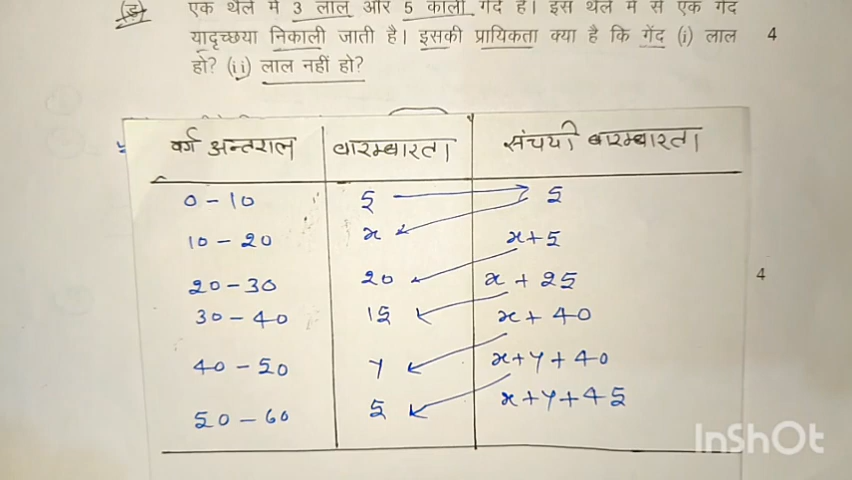 (ड) एक थैले में 3 लाल और 5 काली गेंद है। इस थैले में से एक गेंद
यादृच्छया निकाली जाती है। इसकी प्रायिकता क्या है कि गेंद (i) लाल 4
हो? (ii) लाल नहीं हो?
वर्ग अन्तराल बारम्बारता संचयी बारम्बारता
0 - 10 5 5
10 - 20 x x + 5
20 - 30 20 x + 25
4
30 - 40 15 x + 40
40 - 50 y x + y + 40
50 - 60 5 x + y + 45
InShOt